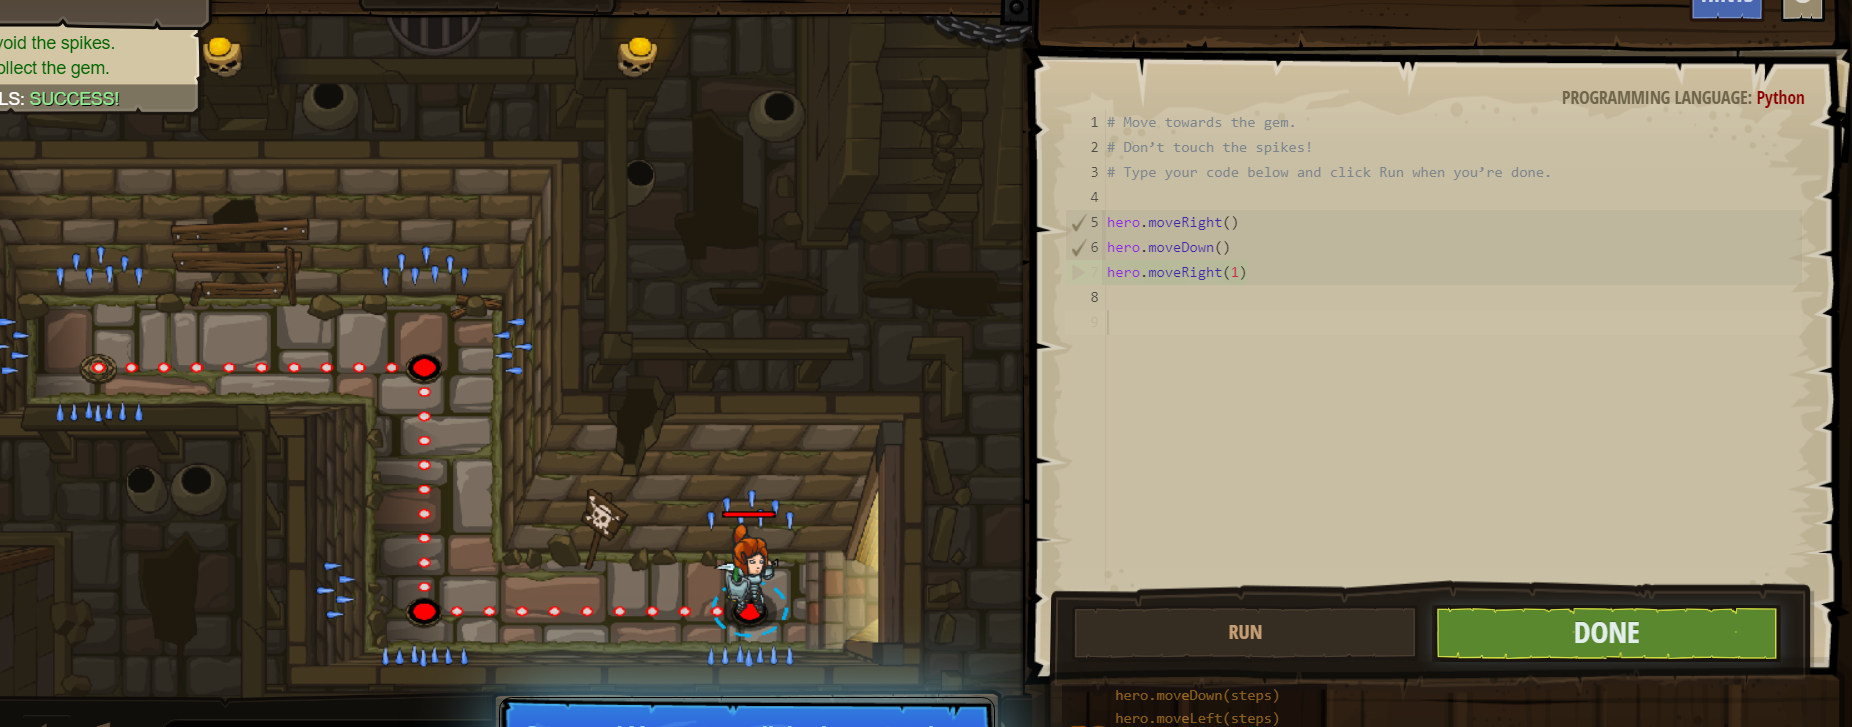 void the spikes.
ollect the gem.
LS: SUCCESS!
PROGRAMMING LANGUAGE: Python
1 # Move towards the gem.
2 # Don’t touch the spikes!
3 # Type your code below and click Run when you’re done.
4
5 hero.moveRight()
6 hero.moveDown()
7 hero.moveRight(1)
8
9
RUN
DONE
hero.moveDown(steps)
hero.moveLeft(steps)